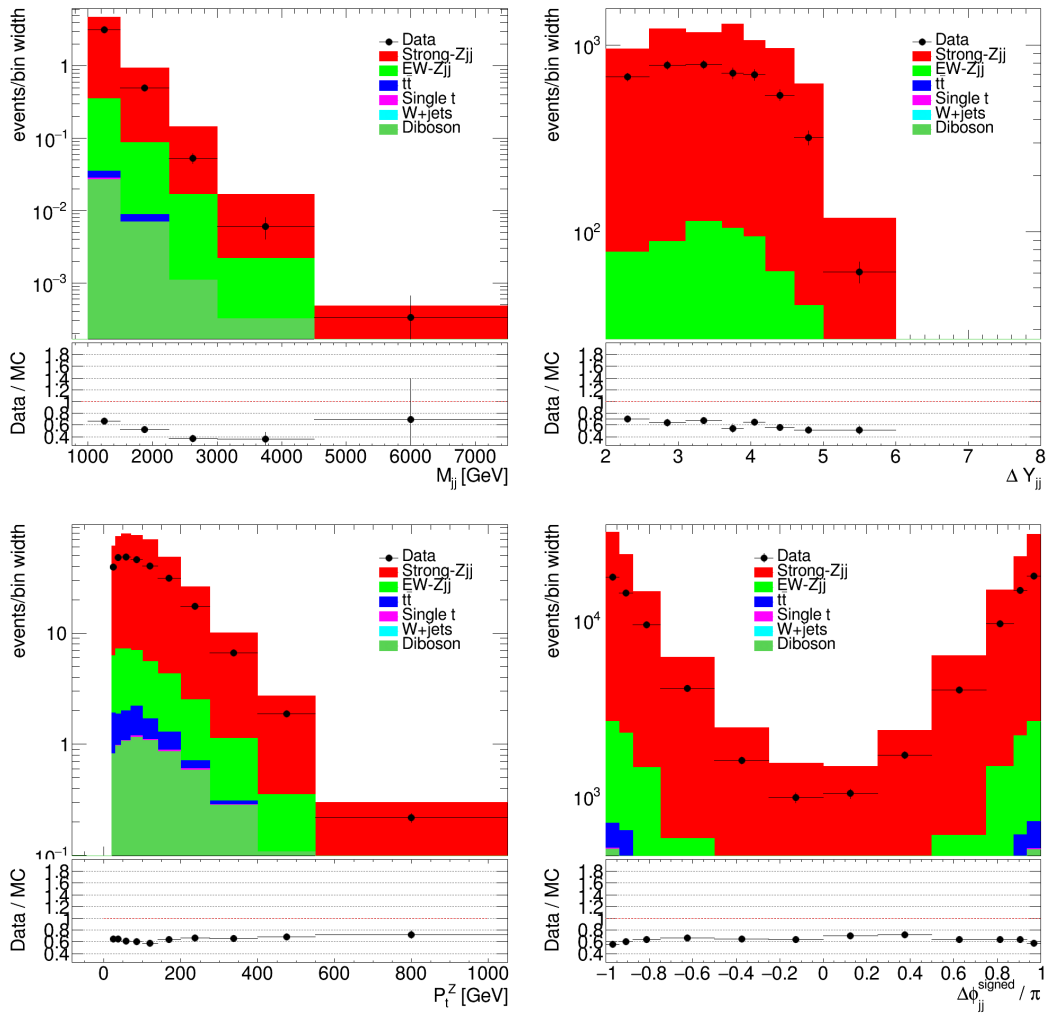 events/bin width
1
10⁻¹
10⁻²
10⁻³
Data
Strong-Zjj
EW-Zjj
tt
Single t
W+jets
Diboson
Data / MC
1.8
1.6
1.4
1.2
1
0.8
0.6
0.4
1000 2000 3000 4000 5000 6000 7000
M_jj [GeV]
events/bin width
10³
10²
Data
Strong-Zjj
EW-Zjj
tt
Single t
W+jets
Diboson
Data / MC
1.8
1.6
1.4
1.2
1
0.8
0.6
0.4
2 3 4 5 6 7 8
Δ Y_jj
events/bin width
10
1
10⁻¹
Data
Strong-Zjj
EW-Zjj
tt
Single t
W+jets
Diboson
Data / MC
1.8
1.6
1.4
1.2
1
0.8
0.6
0.4
0 200 400 600 800 1000
P_t^Z [GeV]
events/bin width
10⁴
10³
Data
Strong-Zjj
EW-Zjj
tt
Single t
W+jets
Diboson
Data / MC
1.8
1.6
1.4
1.2
1
0.8
0.6
0.4
−1 −0.8 −0.6 −0.4 −0.2 0 0.2 0.4 0.6 0.8 1
Δϕ_jj^signed / π